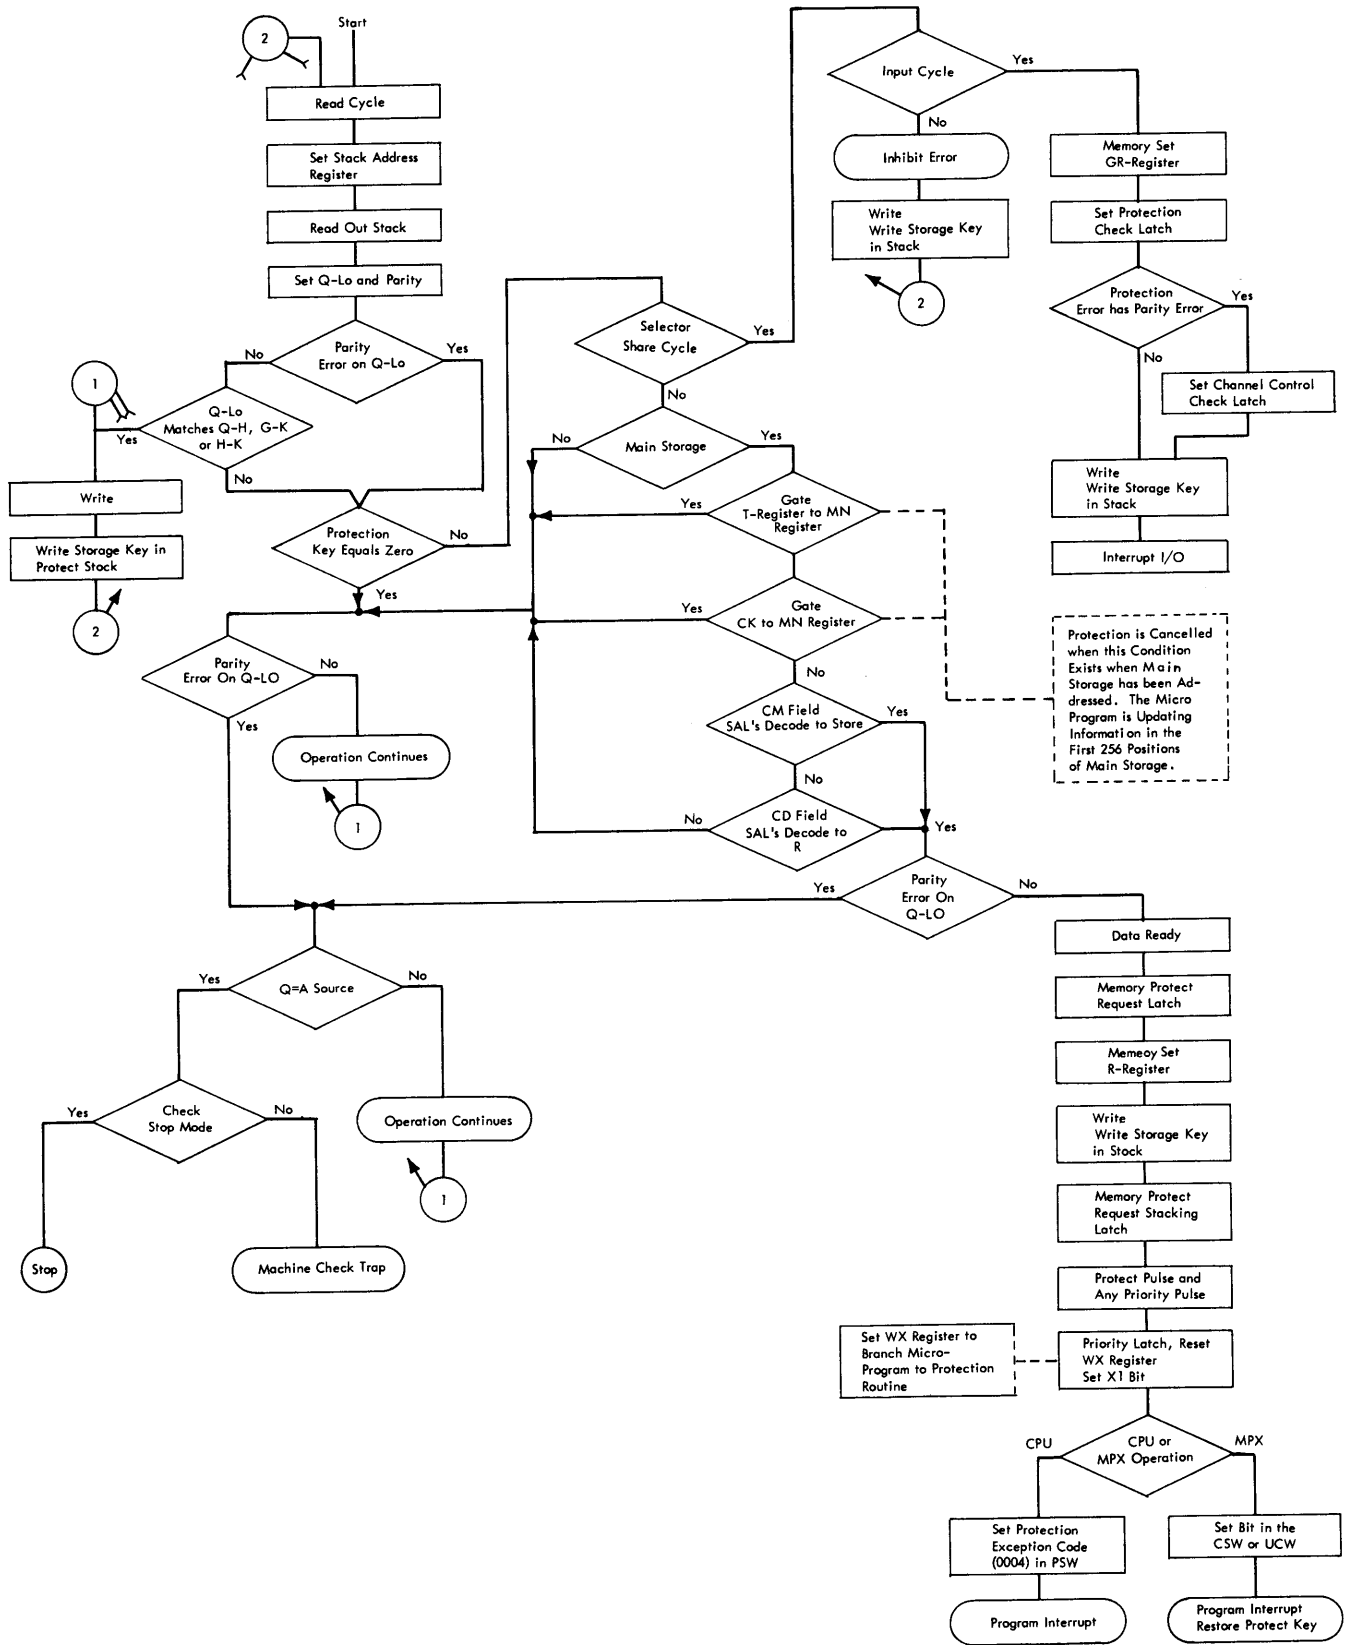 2
Start
Read Cycle
Set Stack Address
Register
Read Out Stack
Set Q-Lo and Parity
Parity
Error on Q-Lo
No
Yes
1
Q-Lo
Matches Q-H, G-K
or H-K
Yes
No
Write
Write Storage Key in
Protect Stock
2
Protection
Key Equals Zero
No
Yes
Parity
Error On Q-LO
No
Yes
Operation Continues
1
Selector
Share Cycle
Yes
No
Main Storage
No
Yes
Gate
T-Register to MN
Register
Yes
Gate
CK to MN Register
Yes
No
CM Field
SAL's Decode to Store
Yes
No
CD Field
SAL's Decode to
R
No
Yes
Input Cycle
Yes
No
Inhibit Error
Write
Write Storage Key
in Stack
2
Memory Set
GR-Register
Set Protection
Check Latch
Protection
Error has Parity Error
Yes
No
Set Channel Control
Check Latch
Write
Write Storage Key
in Stack
Interrupt I/O
Protection is Cancelled
when this Condition
Exists when Main
Storage has been Ad-
dressed. The Micro
Program is Updating
Information in the
First 256 Positions
of Main Storage.
Parity
Error On
Q-LO
Yes
No
Q=A Source
Yes
No
Check
Stop Mode
Yes
No
Operation Continues
1
Stop
Machine Check Trap
Data Ready
Memory Protect
Request Latch
Memeoy Set
R-Register
Write
Write Storage Key
in Stock
Memory Protect
Request Stacking
Latch
Protect Pulse and
Any Priority Pulse
Set WX Register to
Branch Micro-
Program to Protection
Routine
Priority Latch, Reset
WX Register
Set X1 Bit
CPU or
MPX Operation
CPU
MPX
Set Protection
Exception Code
(0004) in PSW
Set Bit in the
CSW or UCW
Program Interrupt
Program Interrupt
Restore Protect Key